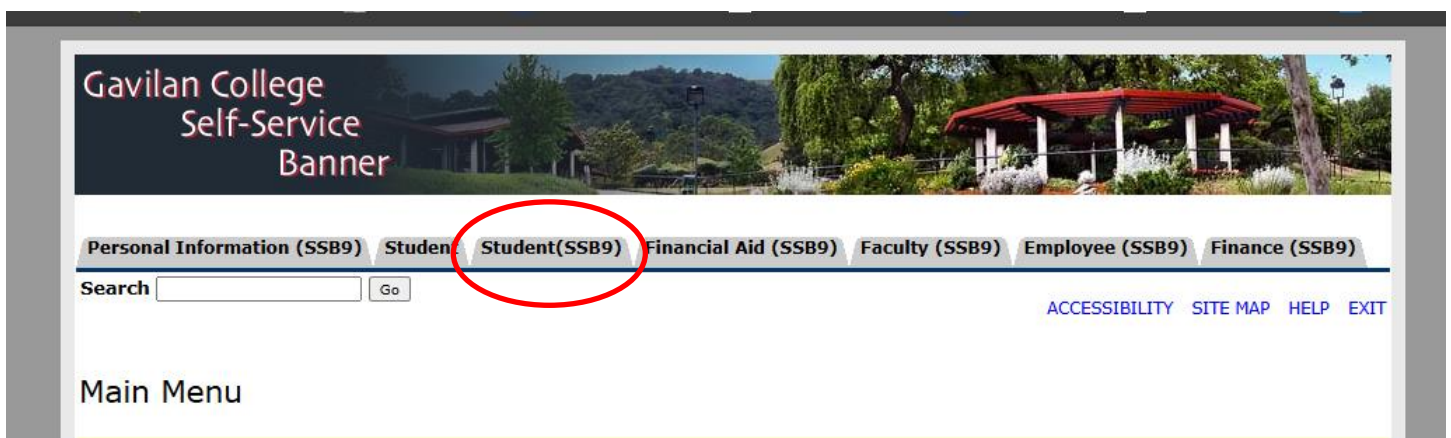 Gavilan College
Self-Service
Banner
Personal Information (SSB9) Student Student(SSB9) Financial Aid (SSB9) Faculty (SSB9) Employee (SSB9) Finance (SSB9)
Search Go
ACCESSIBILITY SITE MAP HELP EXIT
Main Menu